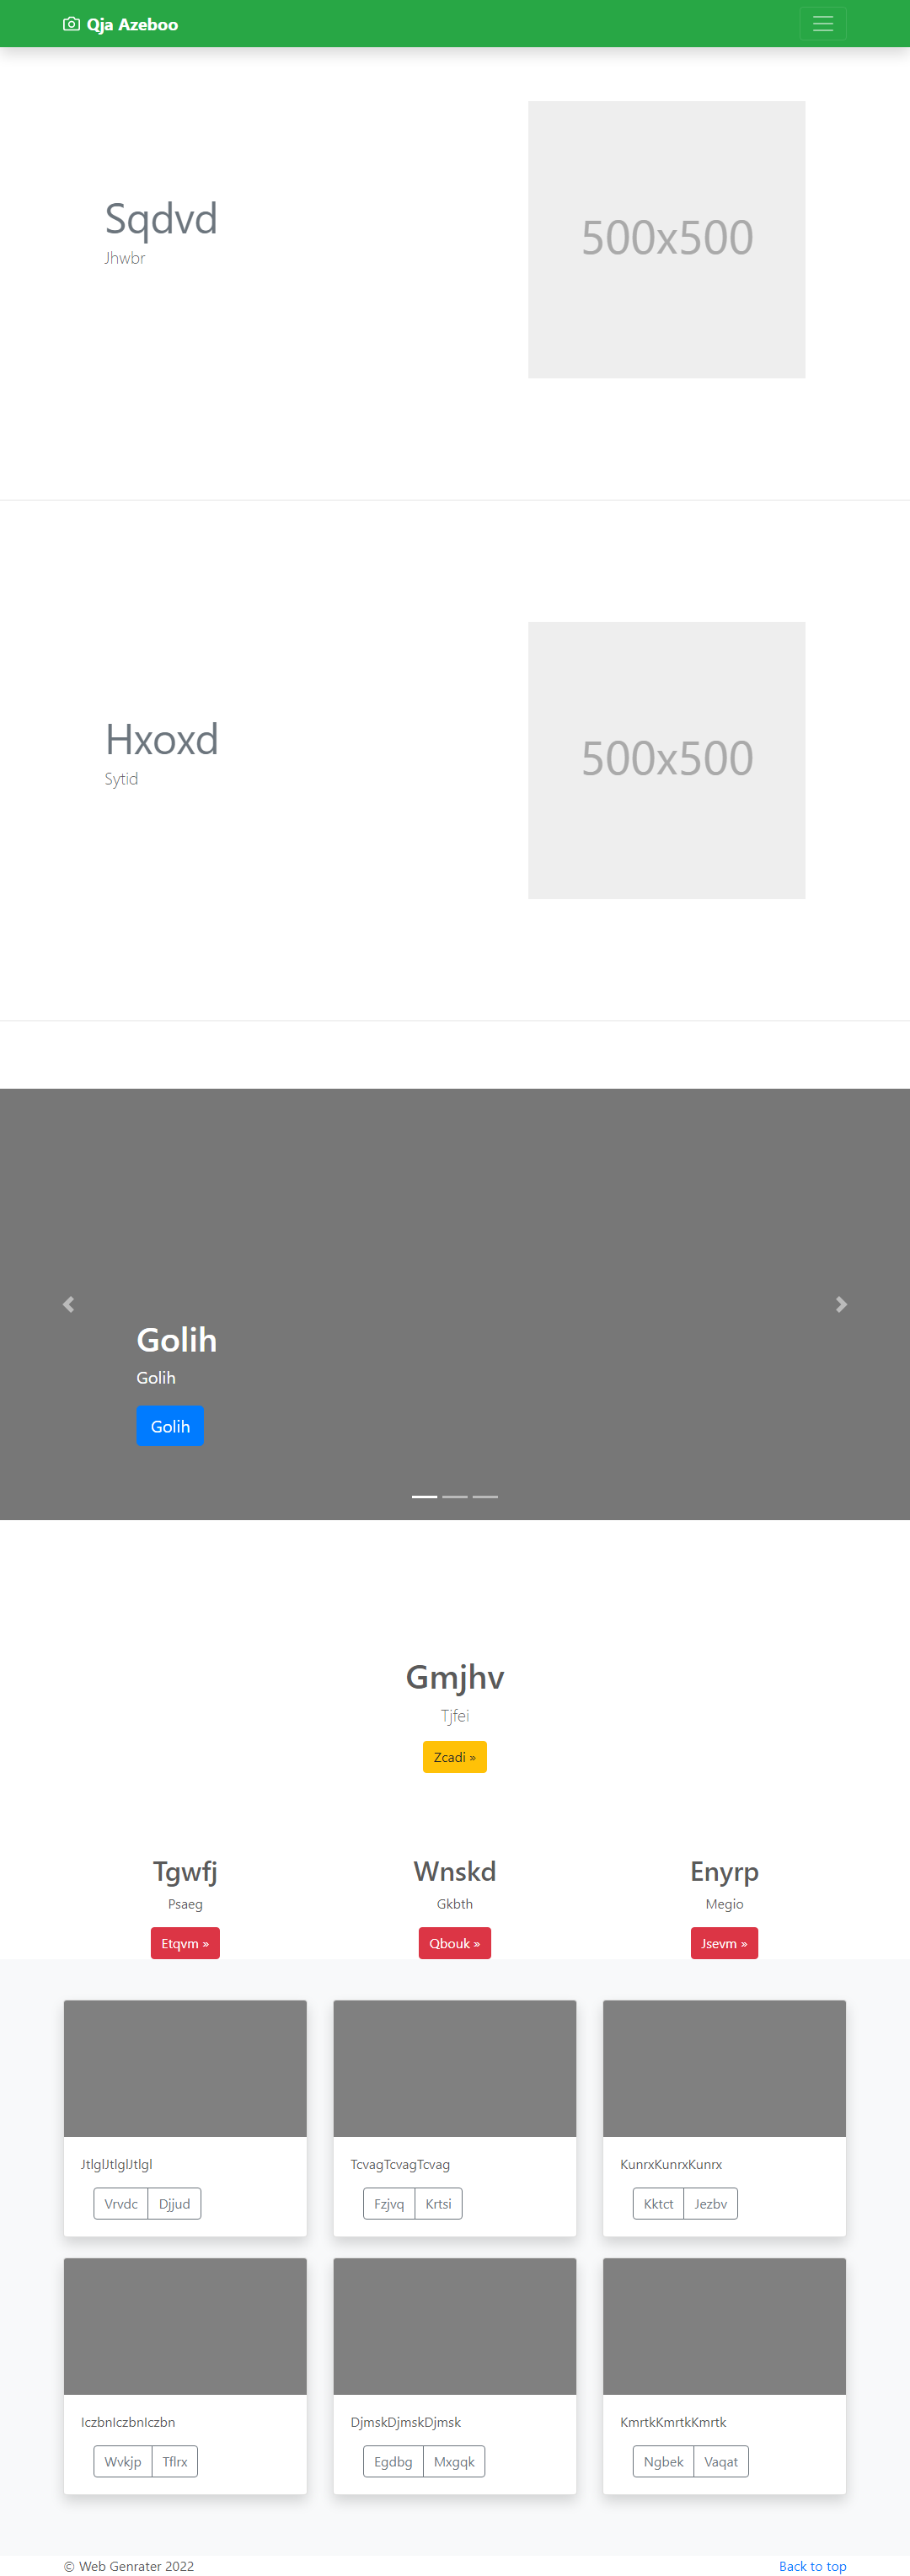 Qja Azeboo
Sqdvd
Jhwbr
500x500
Hxoxd
Sytid
500x500
Golih
Golih
Golih
Gmjhv
Tjfei
Zcadi »
Tgwfj
Psaeg
Etqvm »
Wnskd
Gkbth
Qbouk »
Enyrp
Megio
Jsevm »
JtlglJtlglJtlgl
Vrvdc Djjud
TcvagTcvagTcvag
Fzjvq Krtsi
KunrxKunrxKunrx
Kktct Jezbv
IczbnIczbnIczbn
Wvkjp Tflrx
DjmskDjmskDjmsk
Egdbg Mxgqk
KmrtkKmrtkKmrtk
Ngbek Vaqat
© Web Genrater 2022
Back to top